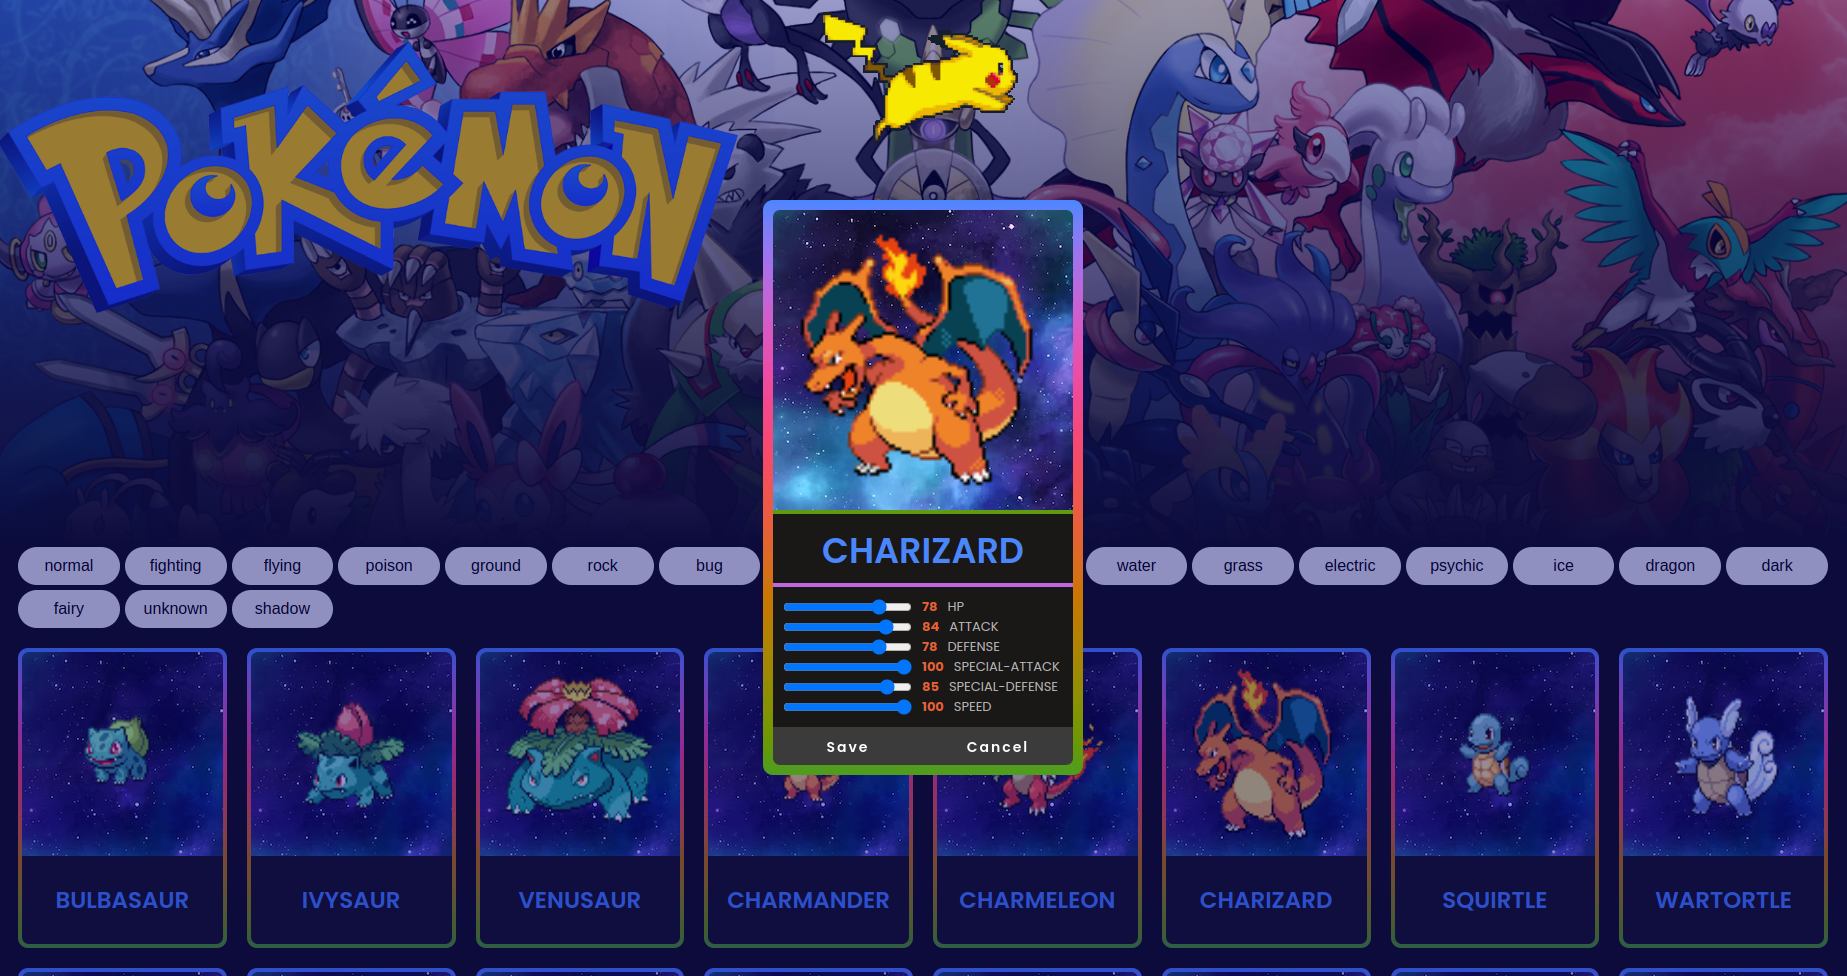 POKéMON
normal fighting flying poison ground rock bug water grass electric psychic ice dragon dark
fairy unknown shadow
CHARIZARD
78 HP
84 ATTACK
78 DEFENSE
100 SPECIAL-ATTACK
85 SPECIAL-DEFENSE
100 SPEED
Save Cancel
BULBASAUR IVYSAUR VENUSAUR CHARMANDER CHARMELEON CHARIZARD SQUIRTLE WARTORTLE